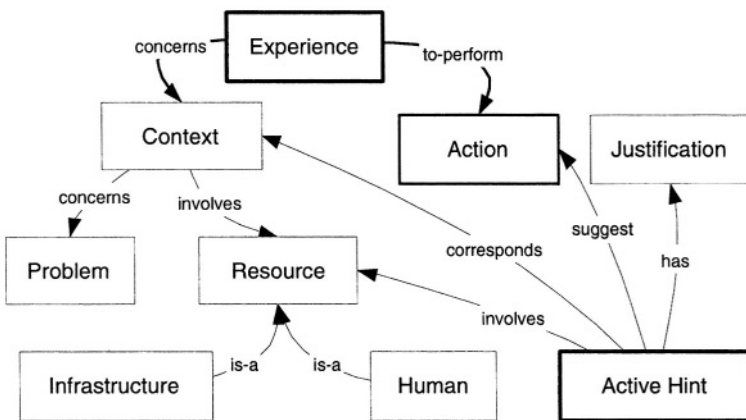 Experience
concerns
to-perform
Context
Action
Justification
concerns
involves
Problem
Resource
corresponds
suggest
has
involves
Infrastructure
is-a
is-a
Human
Active Hint